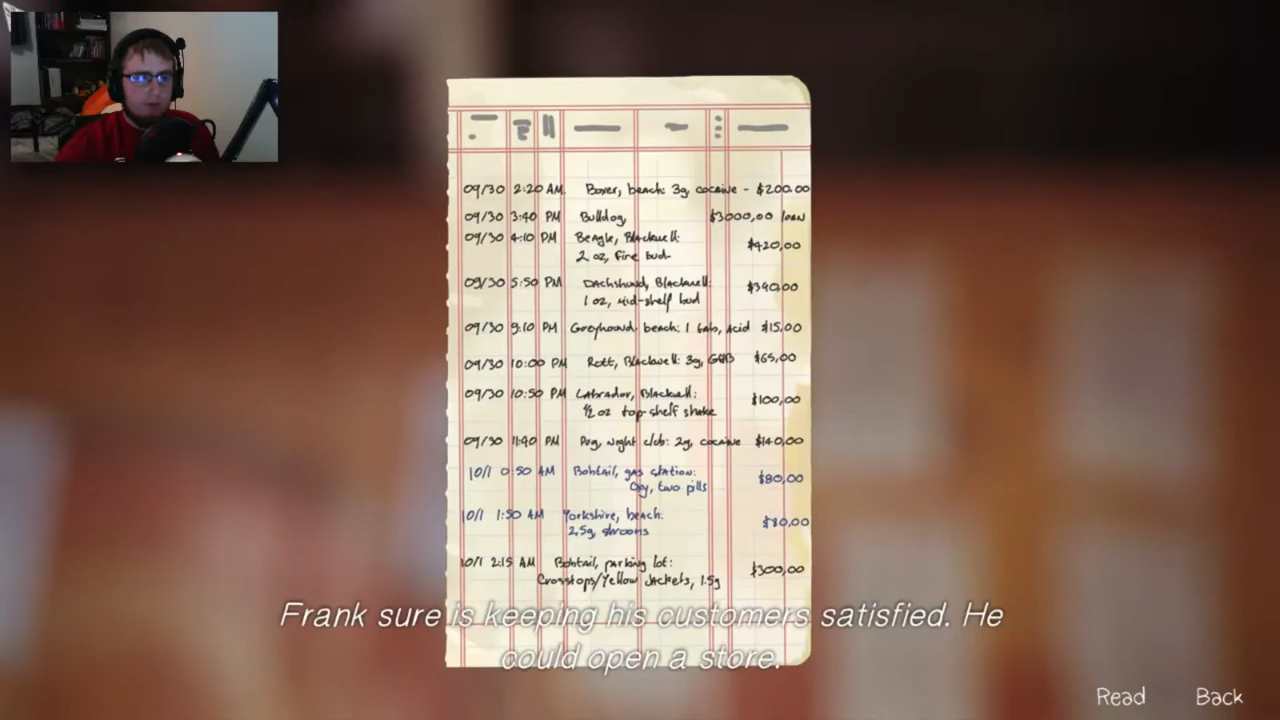 09/30 2:20 AM. Boxer, beach: 3g, cocaine - $200.00
09/30 3:40 PM Bulldog, $3000,00 loan
09/30 4:10 PM Beagle, Blackwell: $420,00
2 oz, fire bud-
09/30 5:50 PM Dachshund, Blackwell: $340.00
1 oz, mid-shelf bud
09/30 9:10 PM Greyhound- beach: 1 tab, acid $15.00
09/30 10:00 PM Rott, Blackwell: 3g, GHB $65,00
09/30 10:50 PM Labrador, Blackwell: $100,00
1/2 oz top-shelf shake
09/30 11:40 PM Pug, night club: 2g, cocaine $140,00
10/1 0:50 AM Bobtail, gas station: $80,00
Oxy, two pills
10/1 1:50 AM Yorkshire, beach: $80,00
2,5g, shrooms
10/1 2:15 AM Bobtail, parking lot: $300,00
Crosstops/Yellow Jackets, 1.5g
Frank sure is keeping his customers satisfied. He
could open a store.
Read Back